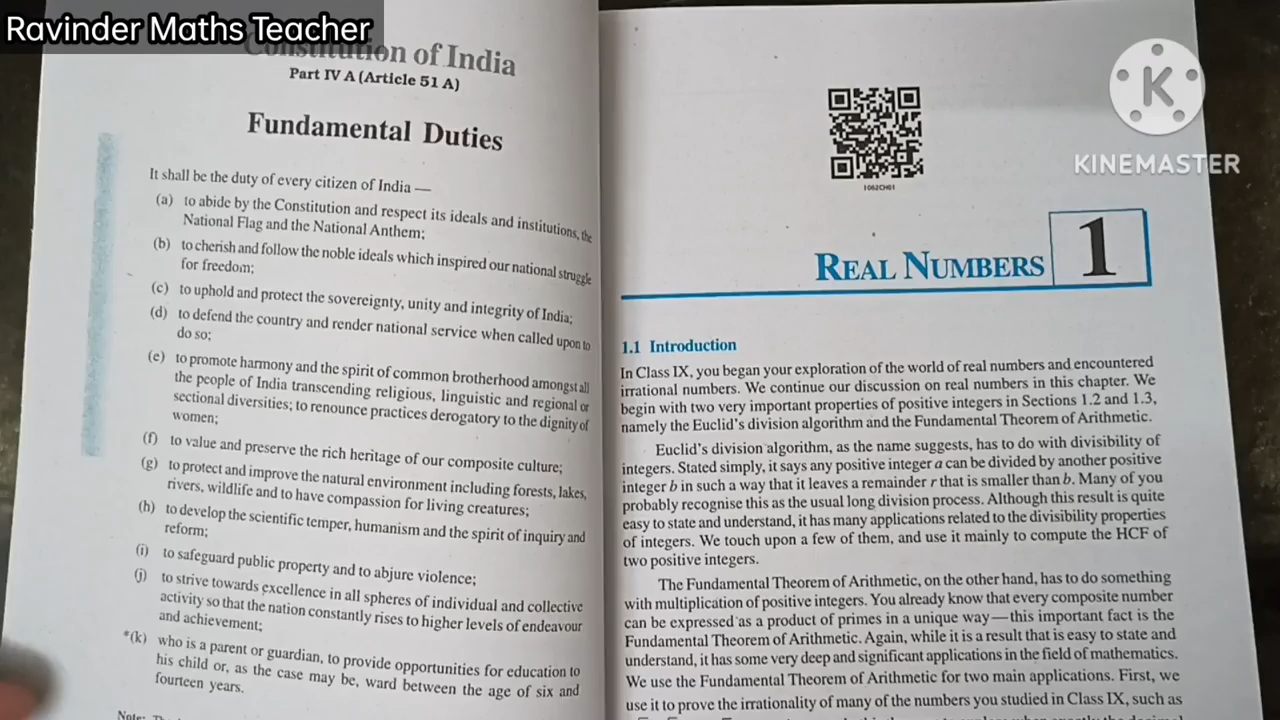 Ravinder Maths Teacher
Constitution of India
Part IV A (Article 51 A)
Fundamental Duties
It shall be the duty of every citizen of India —
(a) to abide by the Constitution and respect its ideals and institutions, the
National Flag and the National Anthem;
(b) to cherish and follow the noble ideals which inspired our national struggle
for freedom;
(c) to uphold and protect the sovereignty, unity and integrity of India;
(d) to defend the country and render national service when called upon to
do so;
(e) to promote harmony and the spirit of common brotherhood amongst all
the people of India transcending religious, linguistic and regional or
sectional diversities; to renounce practices derogatory to the dignity of
women;
(f) to value and preserve the rich heritage of our composite culture;
(g) to protect and improve the natural environment including forests, lakes,
rivers, wildlife and to have compassion for living creatures;
(h) to develop the scientific temper, humanism and the spirit of inquiry and
reform;
(i) to safeguard public property and to abjure violence;
(j) to strive towards excellence in all spheres of individual and collective
activity so that the nation constantly rises to higher levels of endeavour
and achievement;
*(k) who is a parent or guardian, to provide opportunities for education to
his child or, as the case may be, ward between the age of six and
fourteen years.
Note:
K
KINEMASTER
1062CH01
REAL NUMBERS 1
1.1 Introduction
In Class IX, you began your exploration of the world of real numbers and encountered
irrational numbers. We continue our discussion on real numbers in this chapter. We
begin with two very important properties of positive integers in Sections 1.2 and 1.3,
namely the Euclid's division algorithm and the Fundamental Theorem of Arithmetic.
Euclid's division algorithm, as the name suggests, has to do with divisibility of
integers. Stated simply, it says any positive integer a can be divided by another positive
integer b in such a way that it leaves a remainder r that is smaller than b. Many of you
probably recognise this as the usual long division process. Although this result is quite
easy to state and understand, it has many applications related to the divisibility properties
of integers. We touch upon a few of them, and use it mainly to compute the HCF of
two positive integers.
The Fundamental Theorem of Arithmetic, on the other hand, has to do something
with multiplication of positive integers. You already know that every composite number
can be expressed as a product of primes in a unique way—this important fact is the
Fundamental Theorem of Arithmetic. Again, while it is a result that is easy to state and
understand, it has some very deep and significant applications in the field of mathematics.
We use the Fundamental Theorem of Arithmetic for two main applications. First, we
use it to prove the irrationality of many of the numbers you studied in Class IX, such as